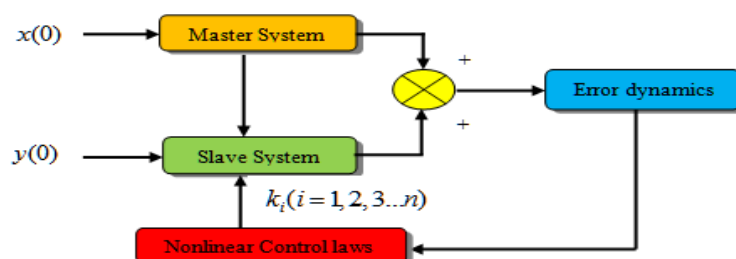 x(0)
Master System
+
Error dynamics
+
y(0)
Slave System
k_i(i = 1, 2, 3...n)
Nonlinear Control laws